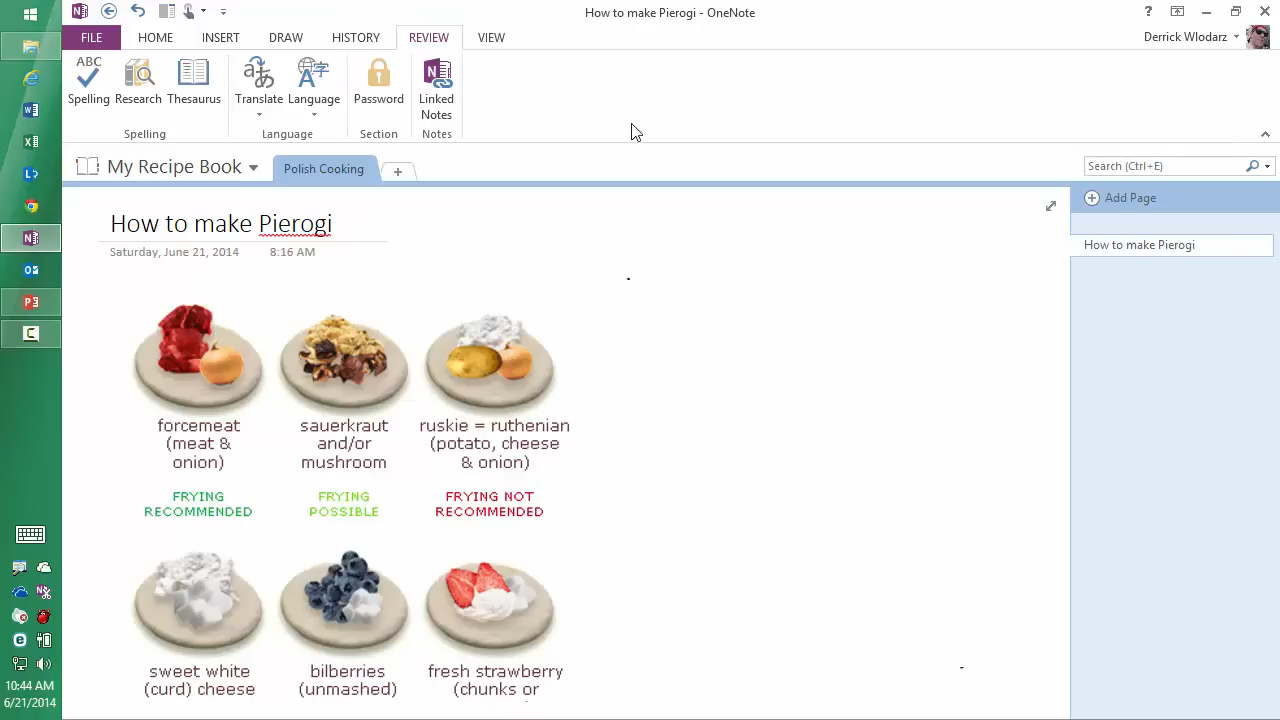 How to make Pierogi - OneNote
?
FILE
HOME
INSERT
DRAW
HISTORY
REVIEW
VIEW
Derrick Wlodarz
ABC
Spelling
Research
Thesaurus
Translate
Language
Password
Linked
Notes
Spelling
Language
Section
Notes
My Recipe Book
Polish Cooking
+
Search (Ctrl+E)
How to make Pierogi
Saturday, June 21, 2014 8:16 AM
Add Page
How to make Pierogi
forcemeat
(meat &
onion)
sauerkraut
and/or
mushroom
ruskie = ruthenian
(potato, cheese
& onion)
FRYING
RECOMMENDED
FRYING
POSSIBLE
FRYING NOT
RECOMMENDED
sweet white
(curd) cheese
bilberries
(unmashed)
fresh strawberry
(chunks or
10:44 AM
6/21/2014